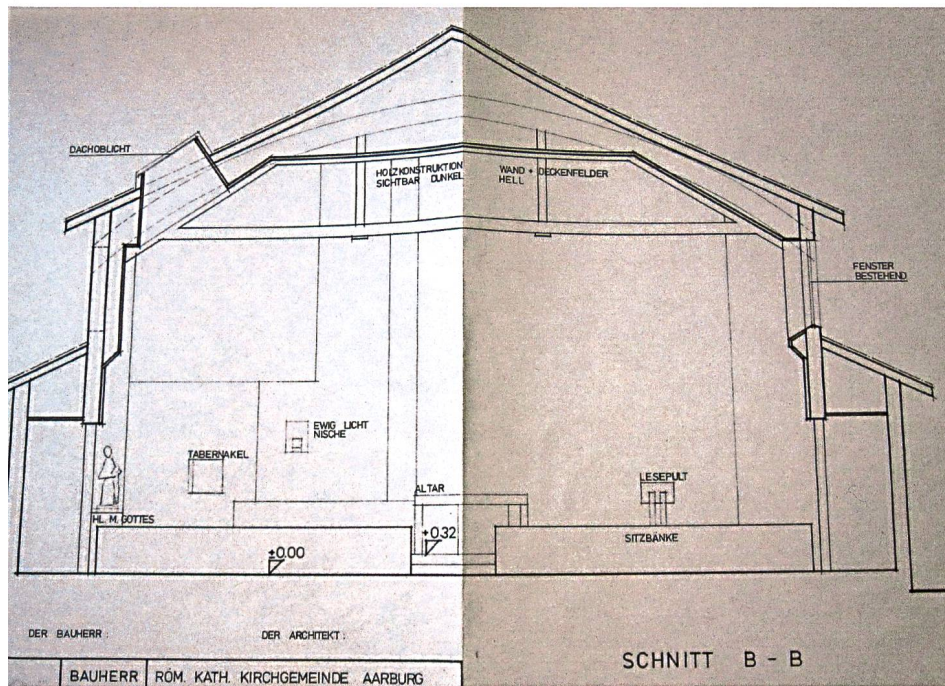 DACHOBLICHT
HOLZKONSTRUKTION
SICHTBAR DUNKEL
WAND + DECKENFELDER
HELL
FENSTER
BESTEHEND
EWIG LICHT
NISCHE
TABERNAKEL
ALTAR
LESEPULT
HL. M. GOTTES
+0.32
SITZBÄNKE
±0.00
DER BAUHERR :
DER ARCHITEKT :
SCHNITT B - B
BAUHERR RÖM. KATH. KIRCHGEMEINDE AARBURG